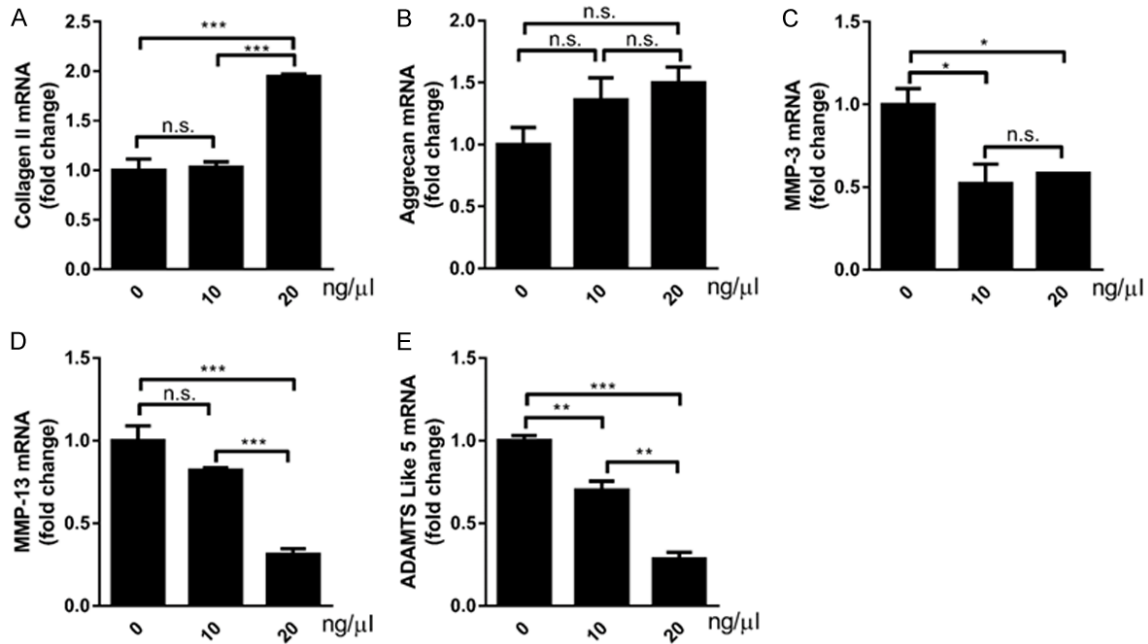 A
Collagen II mRNA
(fold change)
2.5
2.0
1.5
1.0
0.5
0.0
***
***
n.s.
0
10
20
ng/μl
B
Aggrecan mRNA
(fold change)
2.0
1.5
1.0
0.5
0.0
n.s.
n.s.
n.s.
0
10
20
ng/μl
C
MMP-3 mRNA
(fold change)
1.5
1.0
0.5
0.0
*
*
n.s.
0
10
20
ng/μl
D
MMP-13 mRNA
(fold change)
1.5
1.0
0.5
0.0
***
n.s.
***
0
10
20
ng/μl
E
ADAMTS Like 5 mRNA
(fold change)
1.5
1.0
0.5
0.0
***
**
**
0
10
20
ng/μl